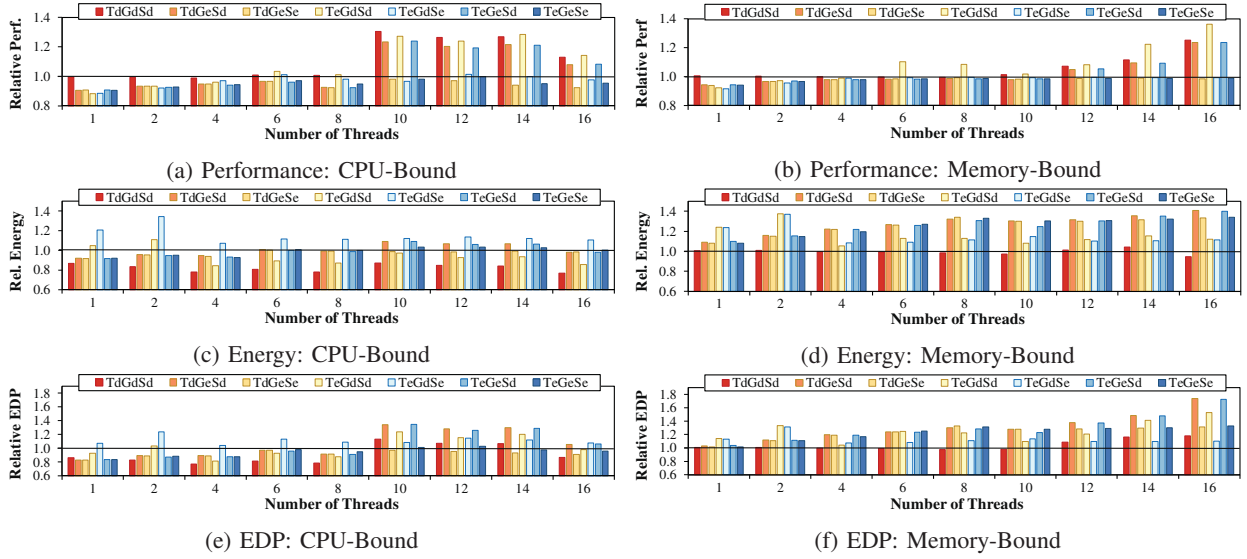 TdGdSd TdGeSd TdGeSe TeGdSd TeGdSe TeGeSd TeGeSe
Relative Perf.
1.4
1.2
1.0
0.8
1 2 4 6 8 10 12 14 16
Number of Threads
(a) Performance: CPU-Bound
TdGdSd TdGeSd TdGeSe TeGdSd TeGdSe TeGeSd TeGeSe
Relative Perf
1.4
1.2
1.0
0.8
1 2 4 6 8 10 12 14 16
Number of Threads
(b) Performance: Memory-Bound
TdGdSd TdGeSd TdGeSe TeGdSd TeGdSe TeGeSd TeGeSe
Rel. Energy
1.4
1.2
1.0
0.8
0.6
1 2 4 6 8 10 12 14 16
Number of Threads
(c) Energy: CPU-Bound
TdGdSd TdGeSd TdGeSe TeGdSd TeGdSe TeGeSd TeGeSe
Rel. Energy
1.4
1.2
1.0
0.8
0.6
1 2 4 6 8 10 12 14 16
Number of Threads
(d) Energy: Memory-Bound
TdGdSd TdGeSd TdGeSe TeGdSd TeGdSe TeGeSd TeGeSe
Relative EDP
1.8
1.6
1.4
1.2
1.0
0.8
0.6
1 2 4 6 8 10 12 14 16
Number of Threads
(e) EDP: CPU-Bound
TdGdSd TdGeSd TdGeSe TeGdSd TeGdSe TeGeSd TeGeSe
Relative EDP
1.8
1.6
1.4
1.2
1.0
0.8
0.6
1 2 4 6 8 10 12 14 16
Number of Threads
(f) EDP: Memory-Bound